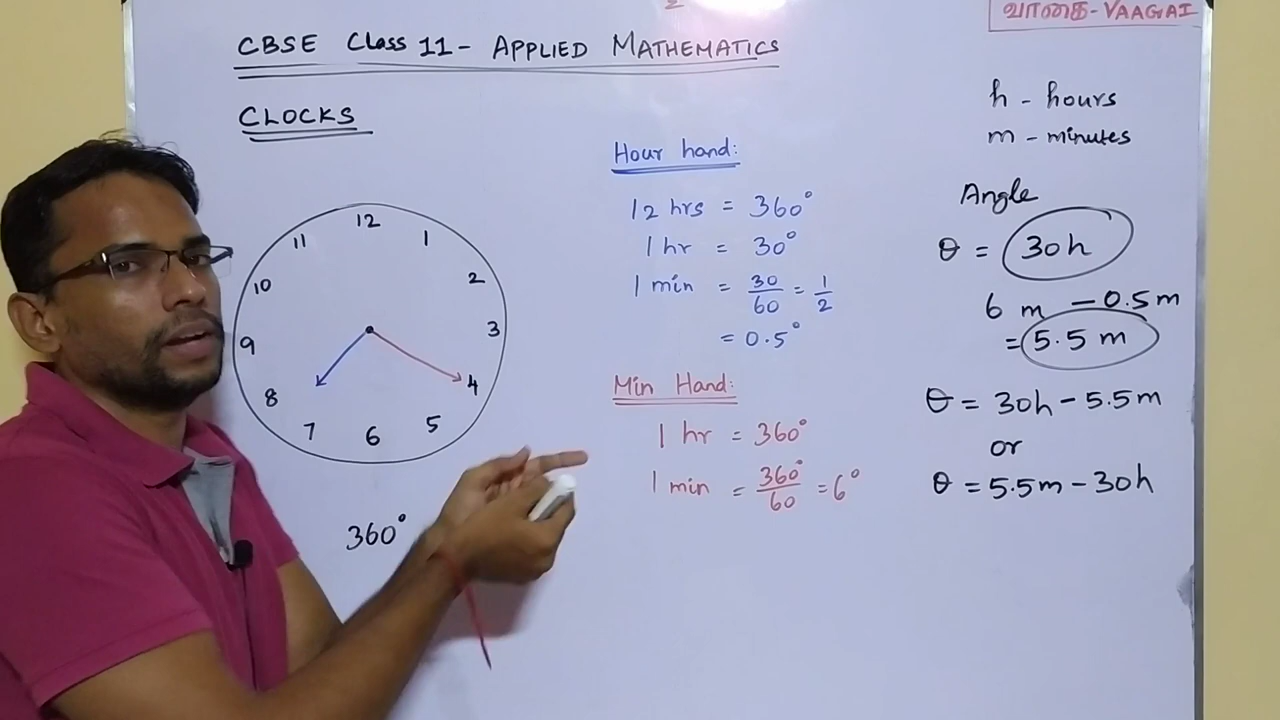 வாகை-VAAGAI
CBSE Class 11 - APPLIED MATHEMATICS
CLOCKS
12
11
1
10
2
9
3
8
4
7
5
6
360°
Hour hand:
12 hrs = 360°
1 hr = 30°
1 min = 30/60 = 1/2
= 0.5°
Min Hand:
1 hr = 360°
1 min = 360°/60 = 6°
h - hours
m - minutes
Angle
θ = 30h
6 m - 0.5m
= 5.5 m
θ = 30h - 5.5m
or
θ = 5.5m - 30h